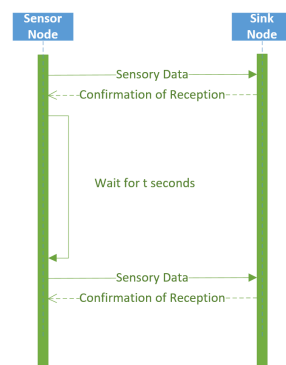 Sensor
Node
Sink
Node
Sensory Data
Confirmation of Reception
Wait for t seconds
Sensory Data
Confirmation of Reception